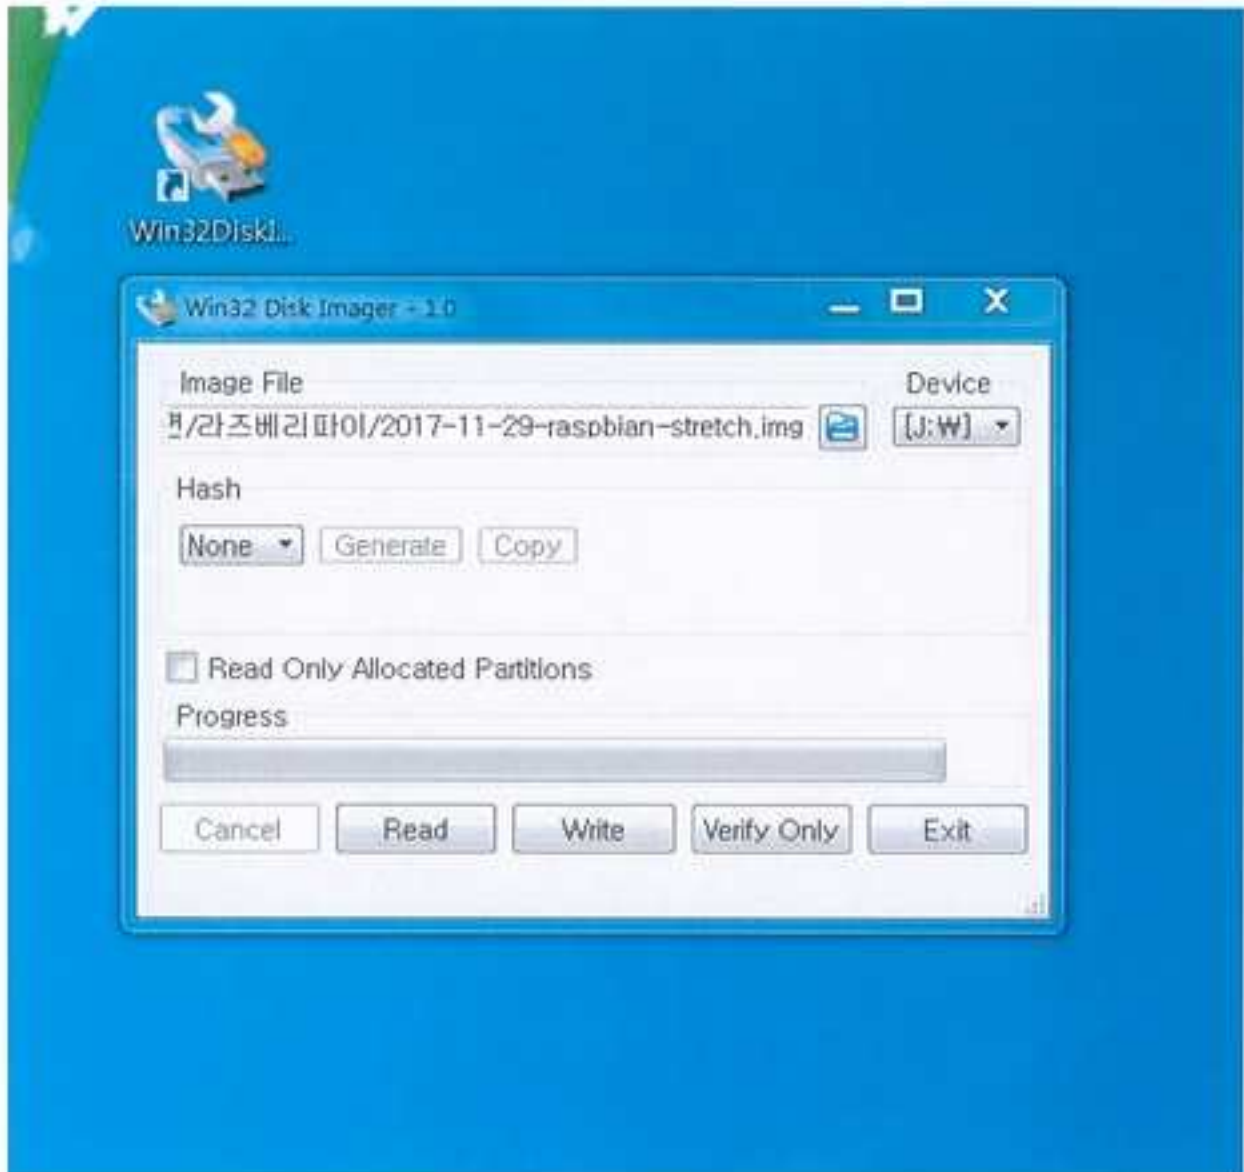 Win32DiskI...
Win32 Disk Imager - 1.0
Image File
Device
/라즈베리파이/2017-11-29-raspbian-stretch.img
[J:₩]
Hash
None
Generate
Copy
Read Only Allocated Partitions
Progress
Cancel
Read
Write
Verify Only
Exit